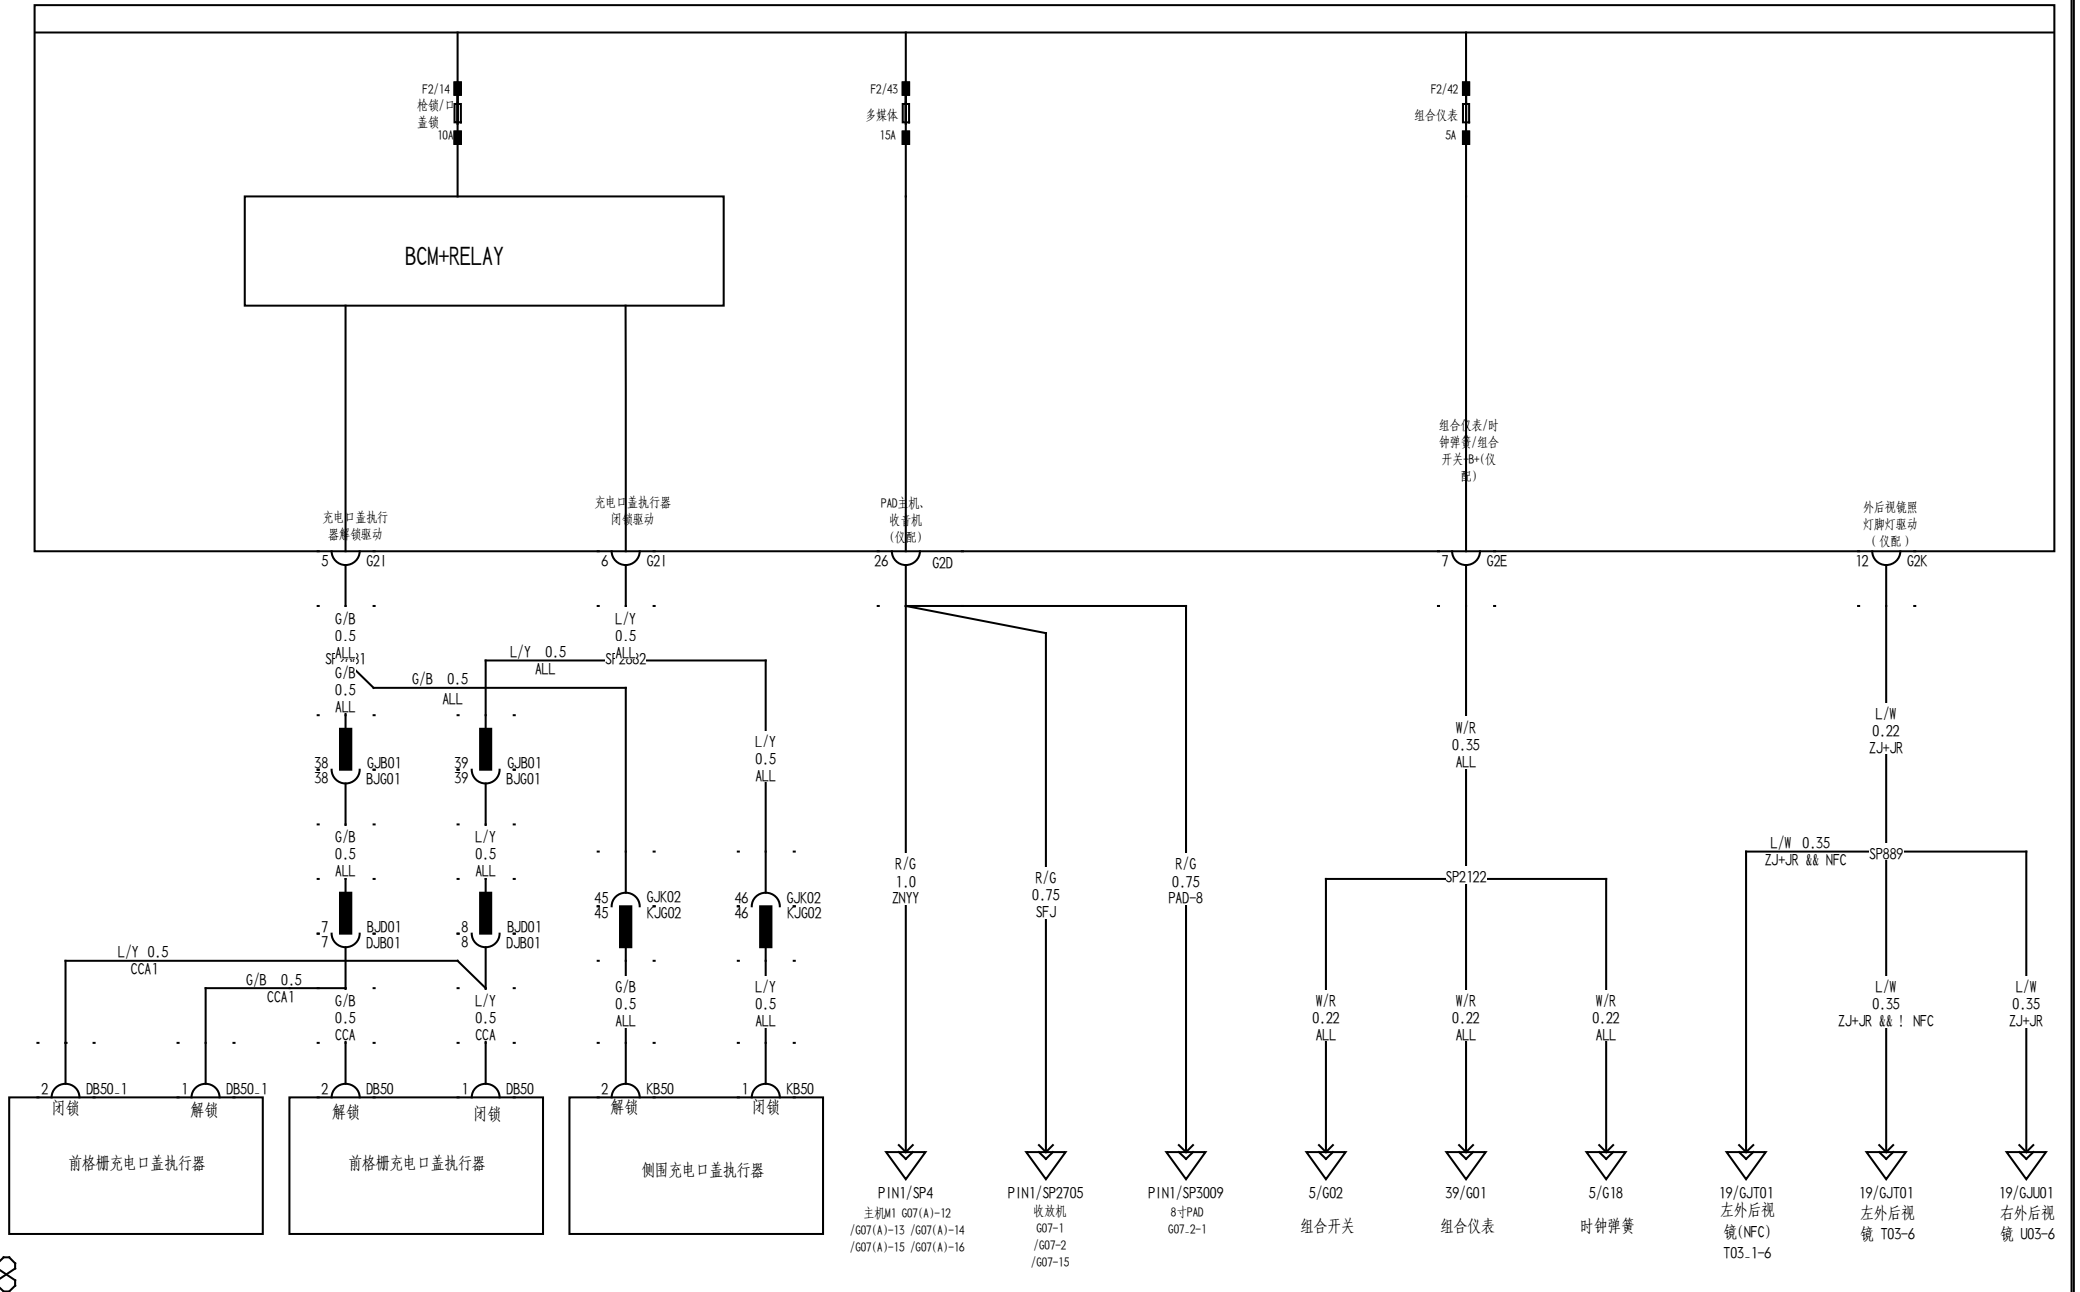 F2/14
枪锁/口
盖锁
10A
F2/43
多媒体
15A
F2/42
组合仪表
5A
BCM+RELAY
充电口盖执行
器解锁驱动
充电口盖执行器
闭锁驱动
PAD主机、
收音机
(仪配)
组合仪表/时
钟弹簧/组合
开关-B+(仪
配)
外后视镜照
灯脚灯驱动
(仪配)
5 G2I
6 G2I
26 G2D
7 G2E
12 G2K
G/B
0.5
ALL
G/B
0.5
ALL
L/Y
0.5
ALL
L/Y 0.5
ALL
SP2882
G/B 0.5
ALL
38 GJB01
38 BJG01
39 GJB01
39 BJG01
L/Y
0.5
ALL
G/B
0.5
ALL
L/Y
0.5
ALL
7 BJD01
7 DJB01
8 BJD01
8 DJB01
45 GJK02
45 KJG02
46 GJK02
46 KJG02
L/Y 0.5
CCA1
G/B 0.5
CCA1
G/B
0.5
CCA
L/Y
0.5
CCA
G/B
0.5
ALL
L/Y
0.5
ALL
R/G
1.0
ZNYY
R/G
0.75
SFJ
R/G
0.75
PAD-8
W/R
0.35
ALL
SP2122
W/R
0.22
ALL
W/R
0.22
ALL
W/R
0.22
ALL
L/W
0.22
ZJ+JR
L/W 0.35
ZJ+JR && NFC
SP889
L/W
0.35
ZJ+JR && ! NFC
L/W
0.35
ZJ+JR
2 DB50_1
闭锁
1 DB50_1
解锁
前格栅充电口盖执行器
2 DB50
解锁
1 DB50
闭锁
前格栅充电口盖执行器
2 KB50
解锁
1 KB50
闭锁
侧围充电口盖执行器
PIN1/SP4
主机M1 G07(A)-12
/G07(A)-13 /G07(A)-14
/G07(A)-15 /G07(A)-16
PIN1/SP2705
收放机
G07-1
/G07-2
/G07-15
PIN1/SP3009
8寸PAD
G07_2-1
5/G02
组合开关
39/G01
组合仪表
5/G18
时钟弹簧
19/GJT01
左外后视
镜(NFC)
T03_1-6
19/GJT01
左外后视
镜 T03-6
19/GJU01
右外后视
镜 U03-6